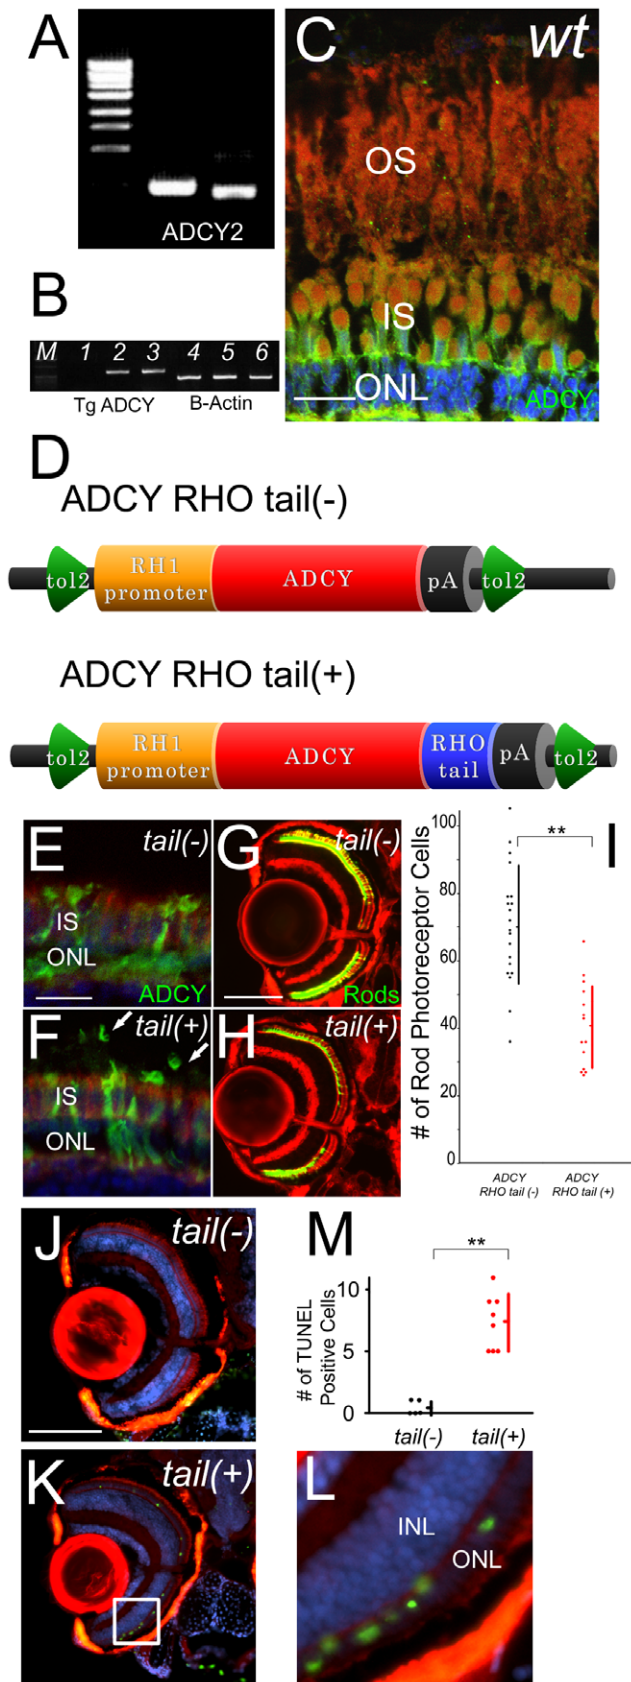 A
ADCY2
B
M 1 2 3 4 5 6
Tg ADCY B-Actin
C wt
OS
IS
ONL
ADCY
D
ADCY RHO tail(-)
tol2 RH1 promoter ADCY pA tol2
ADCY RHO tail(+)
tol2 RH1 promoter ADCY RHO tail pA tol2
E tail(-)
IS
ONL
ADCY
G tail(-)
Rods
F tail(+)
IS
ONL
H tail(+)
# of Rod Photoreceptor Cells
100
80
60
40
20
0
**
ADCY RHO tail (-)
ADCY RHO tail (+)
J tail(-)
K tail(+)
M
# of TUNEL Positive Cells
10
5
0
**
tail(-) tail(+)
L
INL
ONL